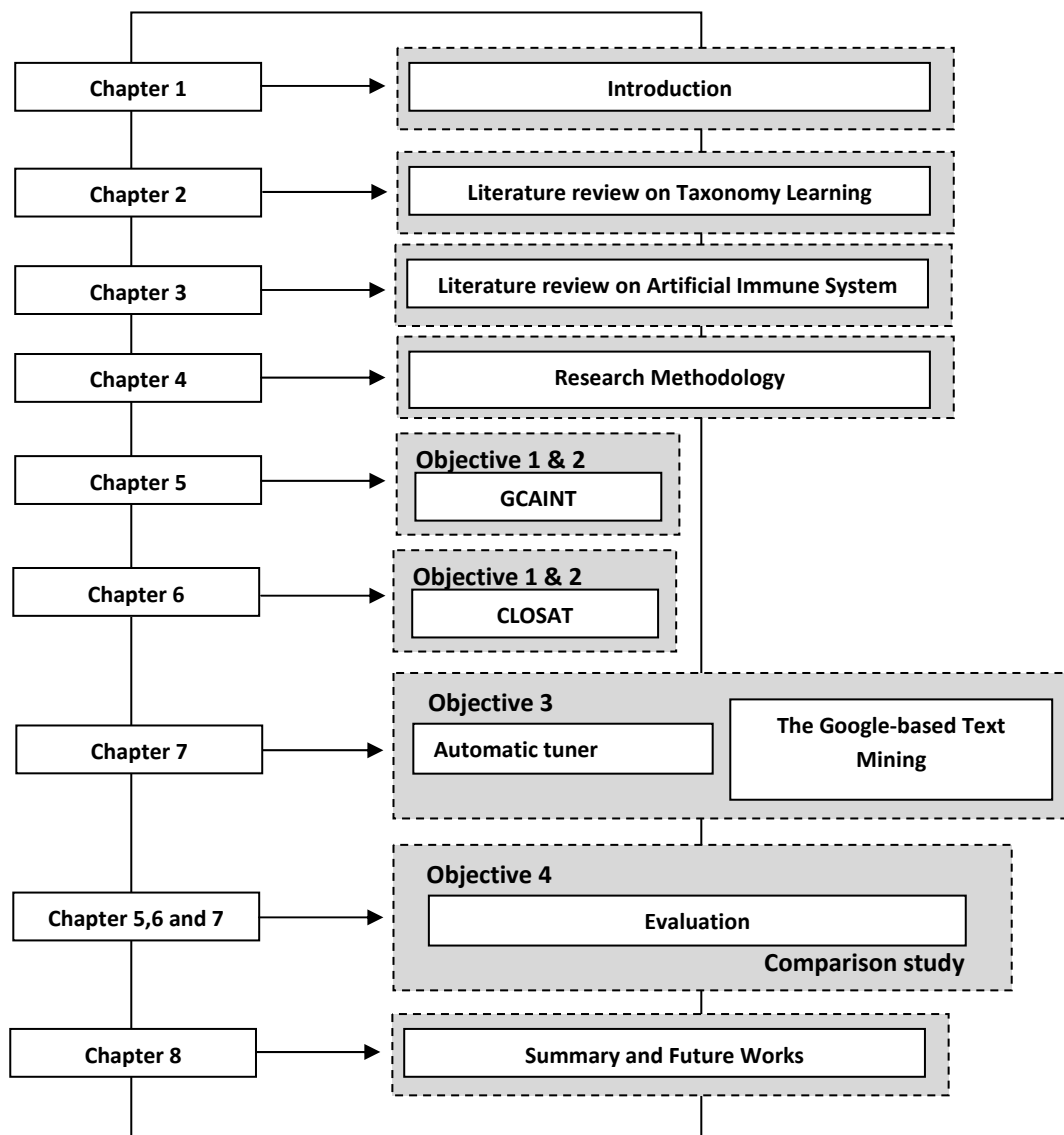 Chapter 1
Introduction
Chapter 2
Literature review on Taxonomy Learning
Chapter 3
Literature review on Artificial Immune System
Chapter 4
Research Methodology
Chapter 5
Objective 1 & 2
GCAINT
Chapter 6
Objective 1 & 2
CLOSAT
Chapter 7
Objective 3
Automatic tuner
The Google-based Text
Mining
Chapter 5,6 and 7
Objective 4
Evaluation
Comparison study
Chapter 8
Summary and Future Works